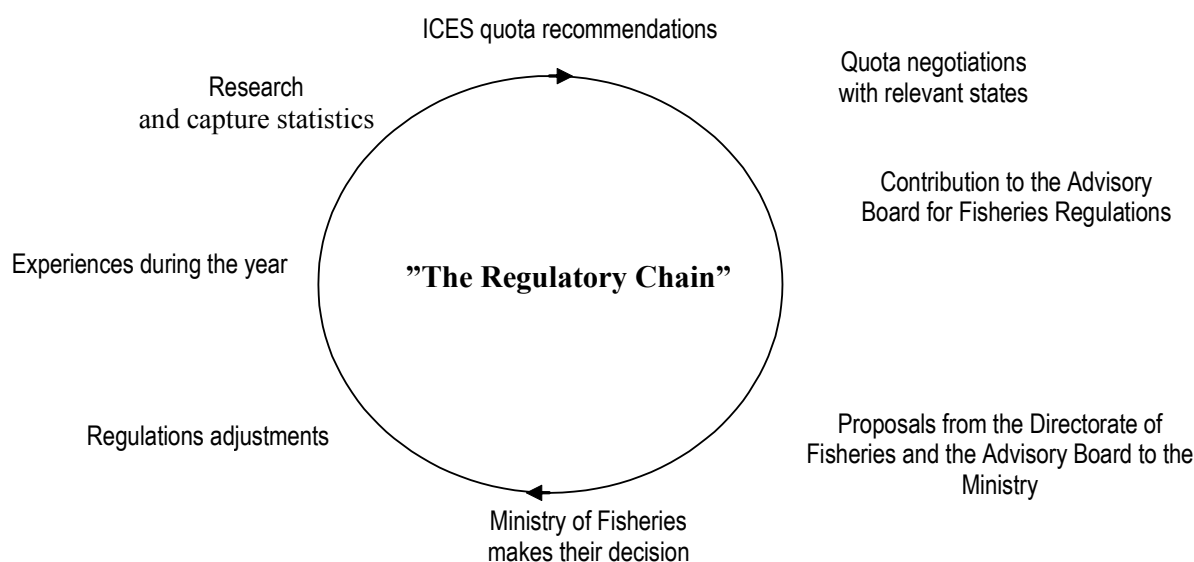 ICES quota recommendations
Quota negotiations
with relevant states
Research
and capture statistics
Contribution to the Advisory
Board for Fisheries Regulations
Experiences during the year
”The Regulatory Chain”
Regulations adjustments
Proposals from the Directorate of
Fisheries and the Advisory Board to the
Ministry
Ministry of Fisheries
makes their decision